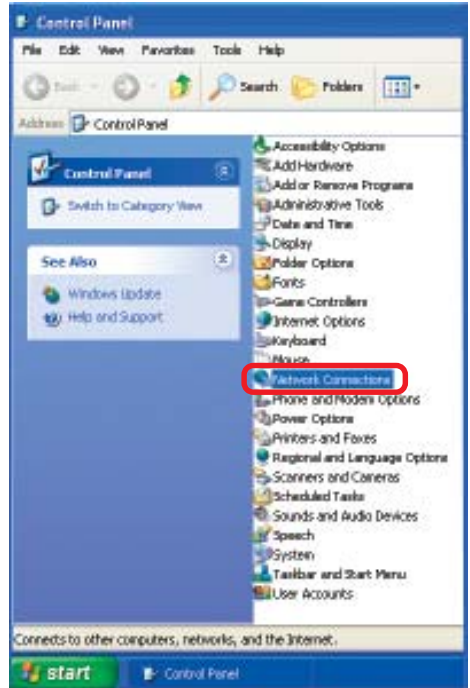 Control Panel
File Edit View Favorites Tools Help
Back Search Folders
Address Control Panel
Control Panel
Switch to Category View
See Also
Windows Update
Help and Support
Accessibility Options
Add Hardware
Add or Remove Programs
Administrative Tools
Date and Time
Display
Folder Options
Fonts
Game Controllers
Internet Options
Keyboard
Mouse
Network Connections
Phone and Modem Options
Power Options
Printers and Faxes
Regional and Language Options
Scanners and Cameras
Scheduled Tasks
Sounds and Audio Devices
Speech
System
Taskbar and Start Menu
User Accounts
Connects to other computers, networks, and the Internet.
start Control Panel